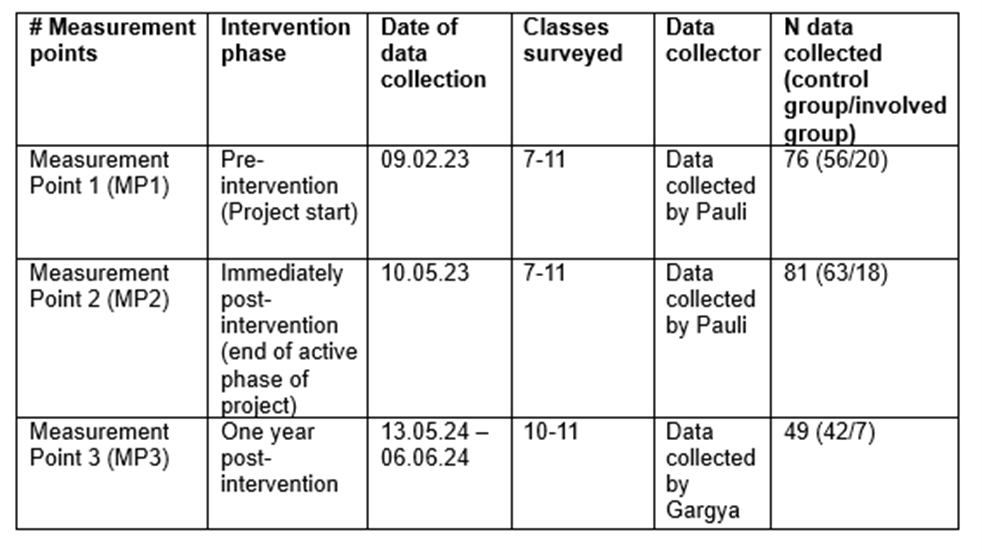 # Measurement points
Intervention phase
Date of data collection
Classes surveyed
Data collector
N data collected (control group/involved group)
Measurement Point 1 (MP1)
Pre-intervention (Project start)
09.02.23
7-11
Data collected by Pauli
76 (56/20)
Measurement Point 2 (MP2)
Immediately post-intervention (end of active phase of project)
10.05.23
7-11
Data collected by Pauli
81 (63/18)
Measurement Point 3 (MP3)
One year post-intervention
13.05.24 – 06.06.24
10-11
Data collected by Gargya
49 (42/7)